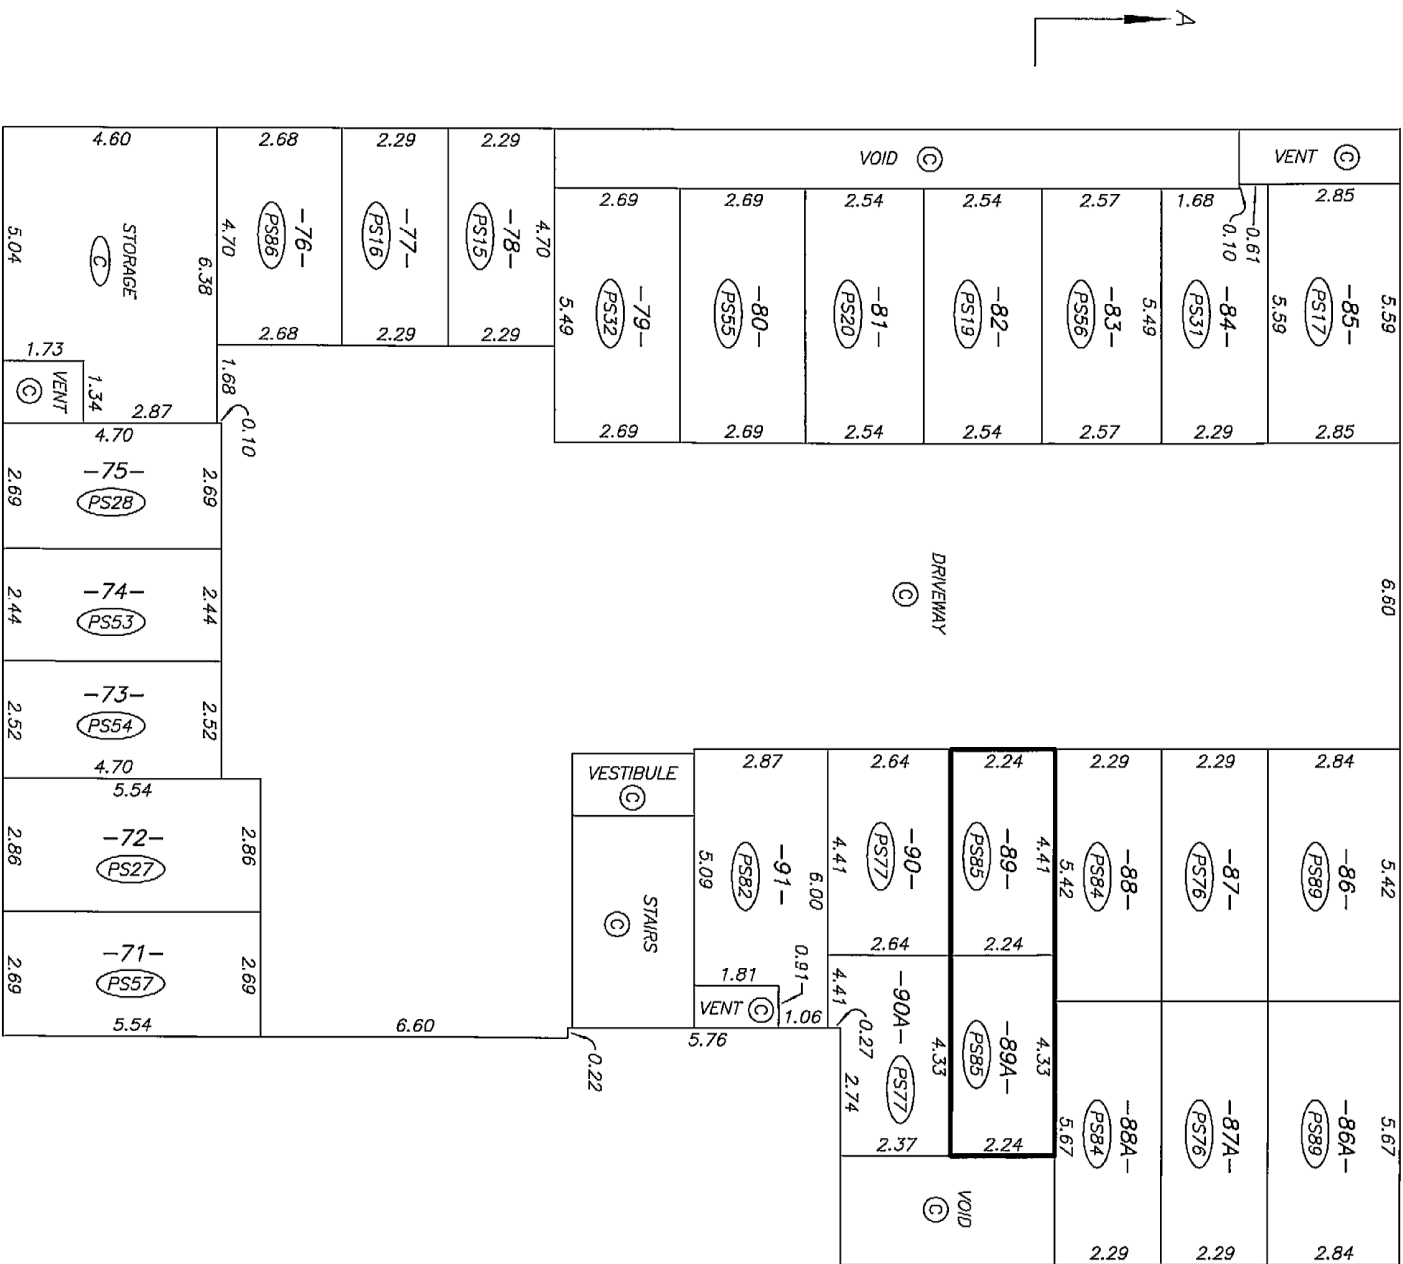 A
4.60
2.68
2.29
2.29
VOID C
VENT C
2.69
2.69
2.54
2.54
2.57
1.68
0.10
0.61
2.85
5.04
STORAGE
C
6.38
4.70
-76-
PS86
-77-
PS16
-78-
PS15
4.70
5.49
-79-
PS32
-80-
PS55
-81-
PS20
-82-
PS19
-83-
PS56
5.49
-84-
PS31
5.59
-85-
PS17
5.59
2.68
2.29
2.29
1.73
VENT
C
1.34
2.87
1.68
0.10
2.69
2.69
2.54
2.54
2.57
2.29
2.85
4.70
2.69
-75-
PS28
2.69
2.44
-74-
PS53
2.44
DRIVEWAY
C
6.60
2.52
-73-
PS54
2.52
4.70
5.54
2.86
-72-
PS27
2.86
2.69
-71-
PS57
2.69
5.54
6.60
VESTIBULE
C
STAIRS
C
0.22
2.87
2.64
2.24
2.29
2.29
2.84
5.09
-91-
PS82
6.00
4.41
-90-
PS77
-89-
PS85
4.41
5.42
-88-
PS84
-87-
PS76
-86-
PS89
5.42
2.64
2.24
1.81
0.91
VENT C
1.06
5.76
4.41
0.27
2.74
-90A-
PS77
4.33
-89A-
PS85
4.33
5.67
-88A-
PS84
-87A-
PS76
-86A-
PS89
5.67
2.37
2.24
VOID
C
2.29
2.29
2.84